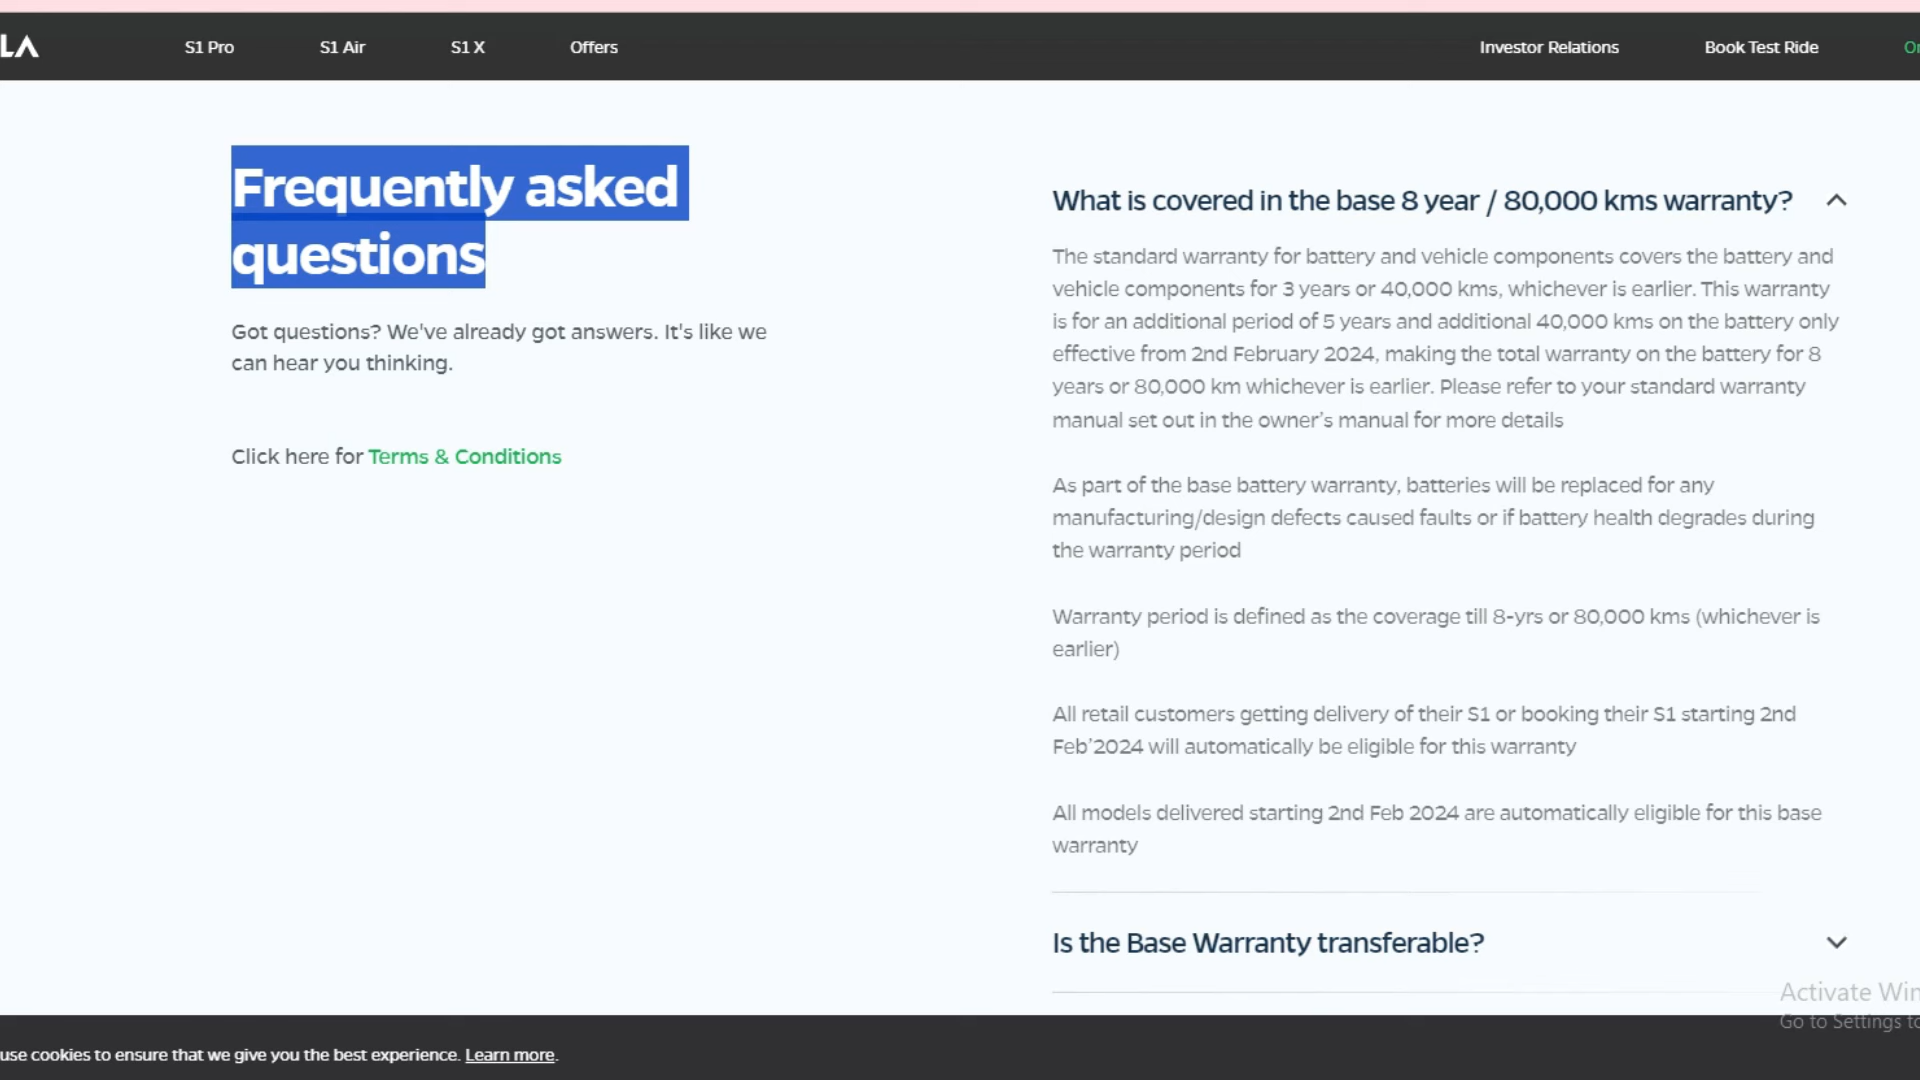 LA
S1 Pro
S1 Air
S1 X
Offers
Investor Relations
Book Test Ride
Frequently asked
questions
Got questions? We've already got answers. It's like we
can hear you thinking.
Click here for Terms & Conditions
What is covered in the base 8 year / 80,000 kms warranty?
The standard warranty for battery and vehicle components covers the battery and
vehicle components for 3 years or 40,000 kms, whichever is earlier. This warranty
is for an additional period of 5 years and additional 40,000 kms on the battery only
effective from 2nd February 2024, making the total warranty on the battery for 8
years or 80,000 km whichever is earlier. Please refer to your standard warranty
manual set out in the owner’s manual for more details
As part of the base battery warranty, batteries will be replaced for any
manufacturing/design defects caused faults or if battery health degrades during
the warranty period
Warranty period is defined as the coverage till 8-yrs or 80,000 kms (whichever is
earlier)
All retail customers getting delivery of their S1 or booking their S1 starting 2nd
Feb’2024 will automatically be eligible for this warranty
All models delivered starting 2nd Feb 2024 are automatically eligible for this base
warranty
Is the Base Warranty transferable?
Activate Win
Go to Settings to
use cookies to ensure that we give you the best experience. Learn more.